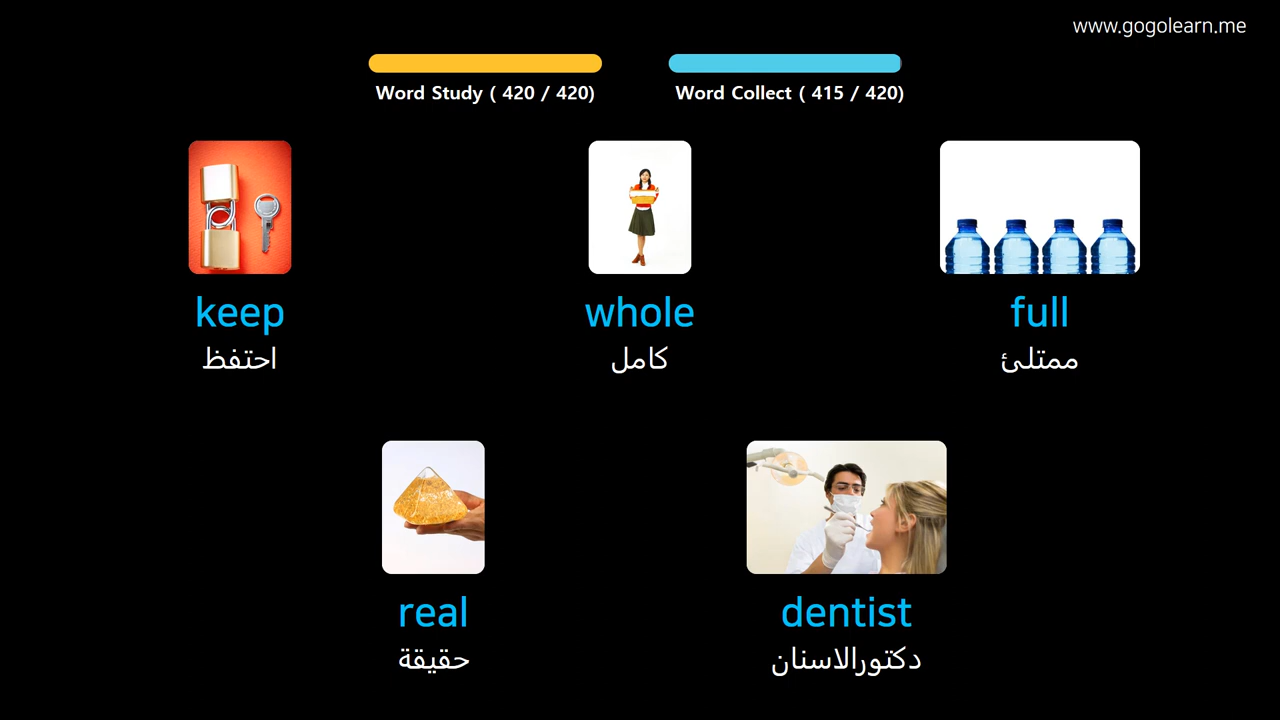 www.gogolearn.me
Word Study ( 420 / 420)
Word Collect ( 415 / 420)
keep
احتفظ
whole
كامل
full
ممتلئ
real
حقيقة
dentist
دكتورالاسنان